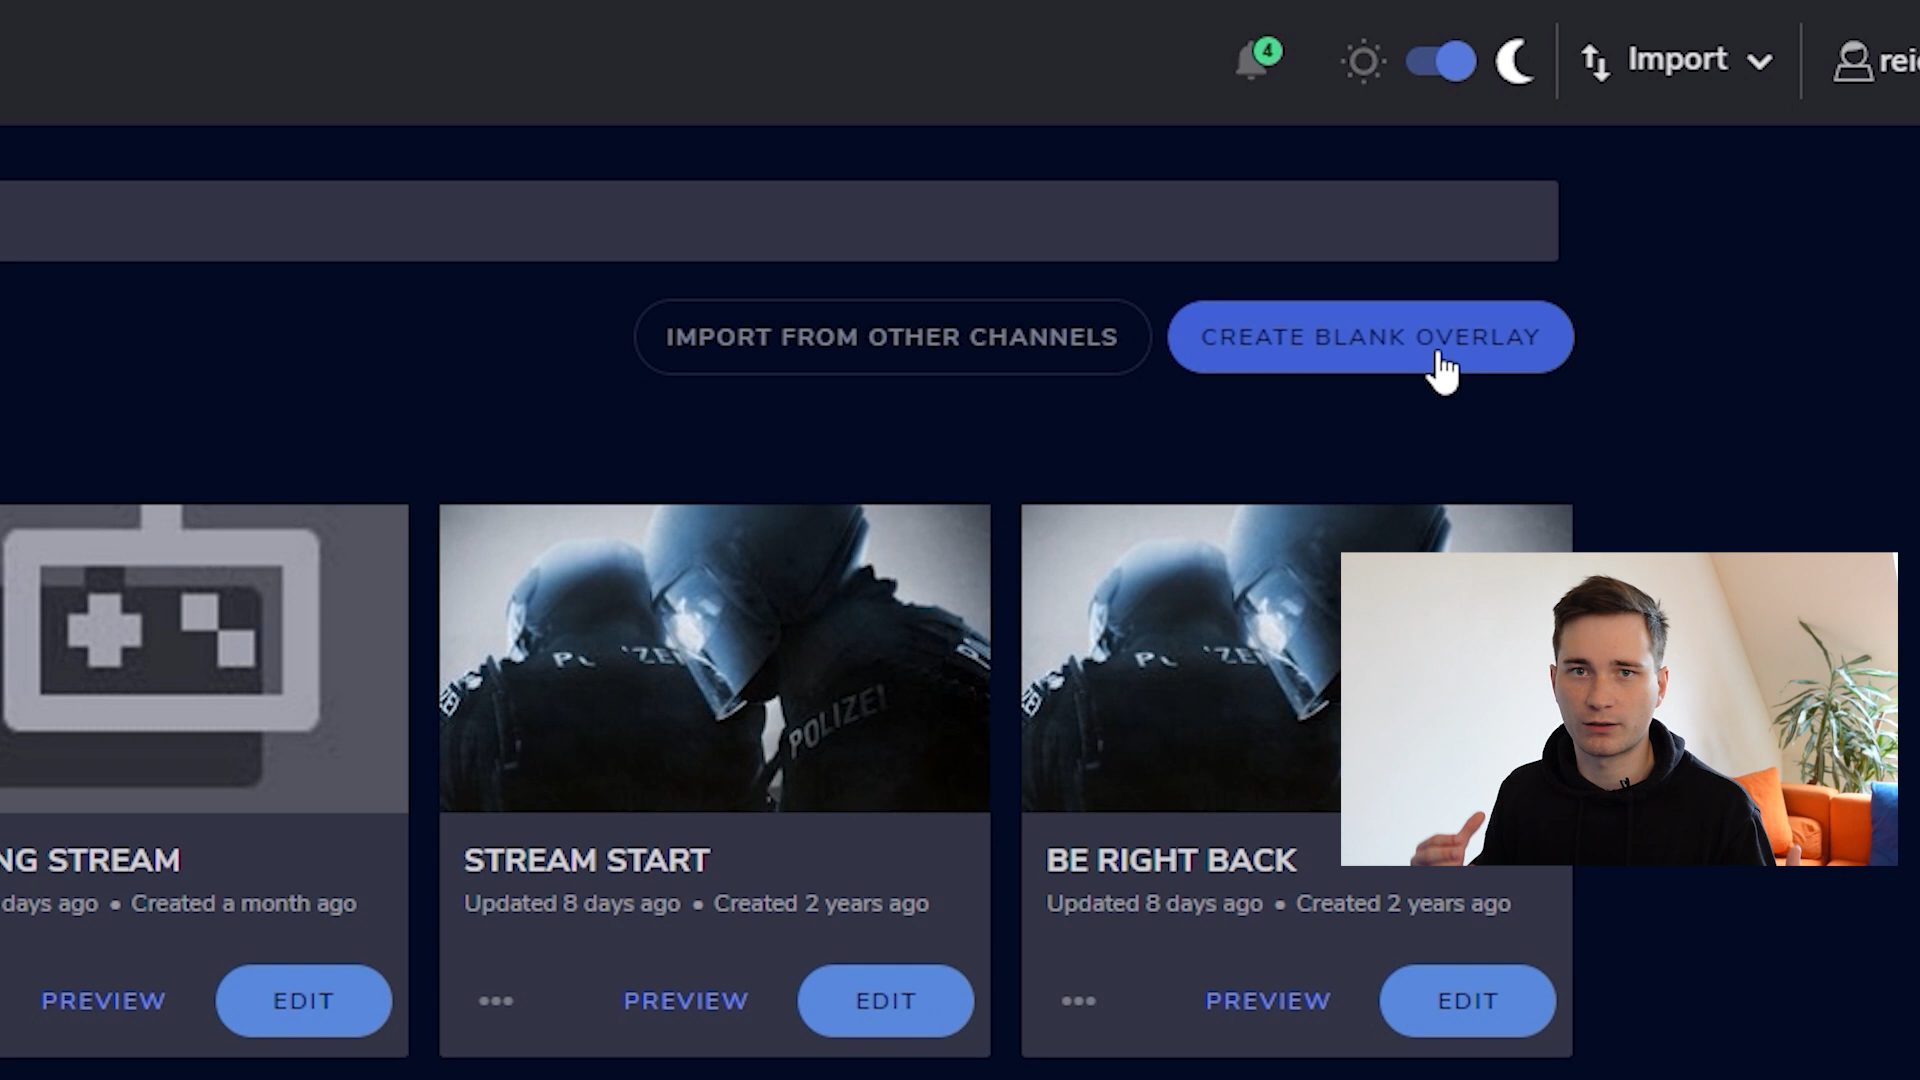 4
Import
reic
IMPORT FROM OTHER CHANNELS
CREATE BLANK OVERLAY
POLIZEI
NG STREAM
days ago • Created a month ago
PREVIEW
EDIT
STREAM START
Updated 8 days ago • Created 2 years ago
PREVIEW
EDIT
BE RIGHT BACK
Updated 8 days ago • Created 2 years ago
PREVIEW
EDIT